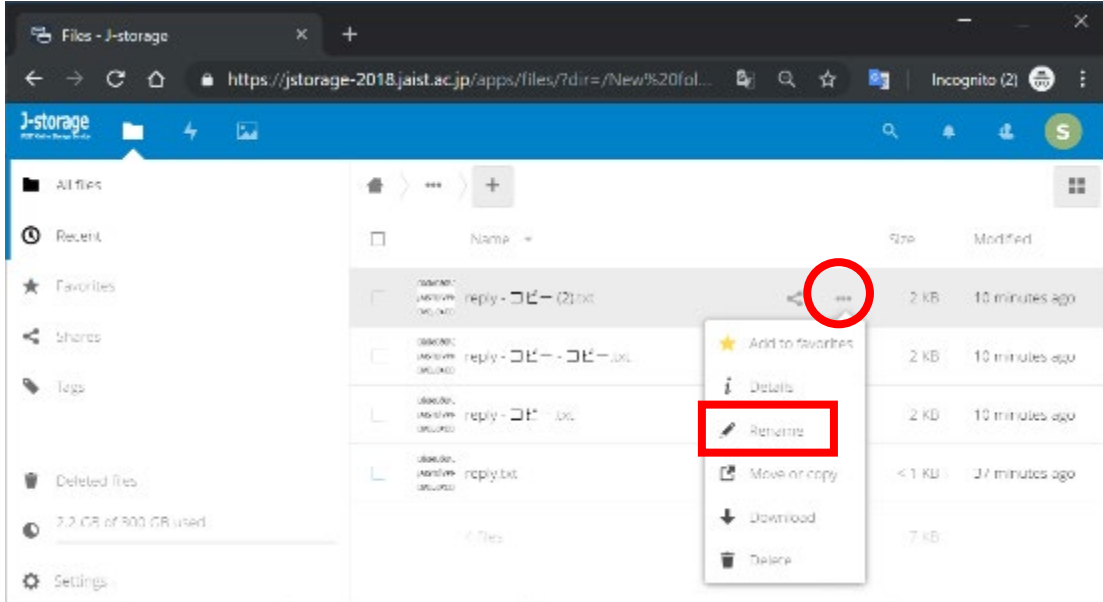 Files - J-storage
https://jstorage-2018.jaist.ac.jp/apps/files/?dir=/New%20fol...
Incognito (2)
J-storage
S
All files
Recent
Name
Size
Modified
Favorites
reply - コピー (2).txt
2 KB
10 minutes ago
Shares
Add to favorites
reply - コピー - コピー.txt
2 KB
10 minutes ago
Tags
Details
reply - コピー.txt
2 KB
10 minutes ago
Rename
reply.txt
Move or copy
< 1 KB
37 minutes ago
Deleted files
Download
2.2 GB of 300 GB used
4 files
7 KB
Delete
Settings